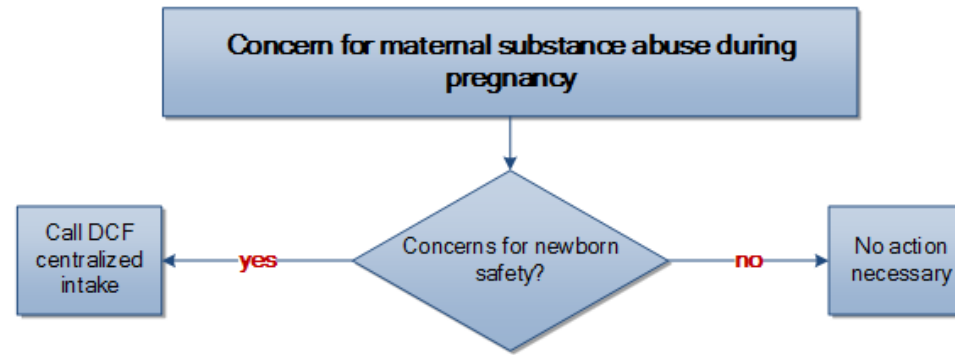 Concern for maternal substance abuse during
pregnancy
Call DCF
centralized
intake
yes
Concerns for newborn
safety?
no
No action
necessary